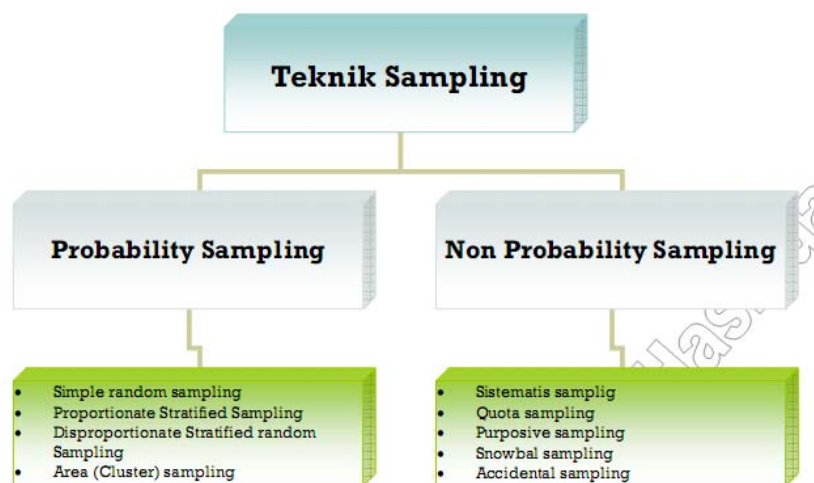 Teknik Sampling
Probability Sampling
Non Probability Sampling
• Simple random sampling
• Proportionate Stratified Sampling
• Disproportionate Stratified random
Sampling
• Area (Cluster) sampling
• Sistematis samplig
• Quota sampling
• Purposive sampling
• Snowbal sampling
• Accidental sampling